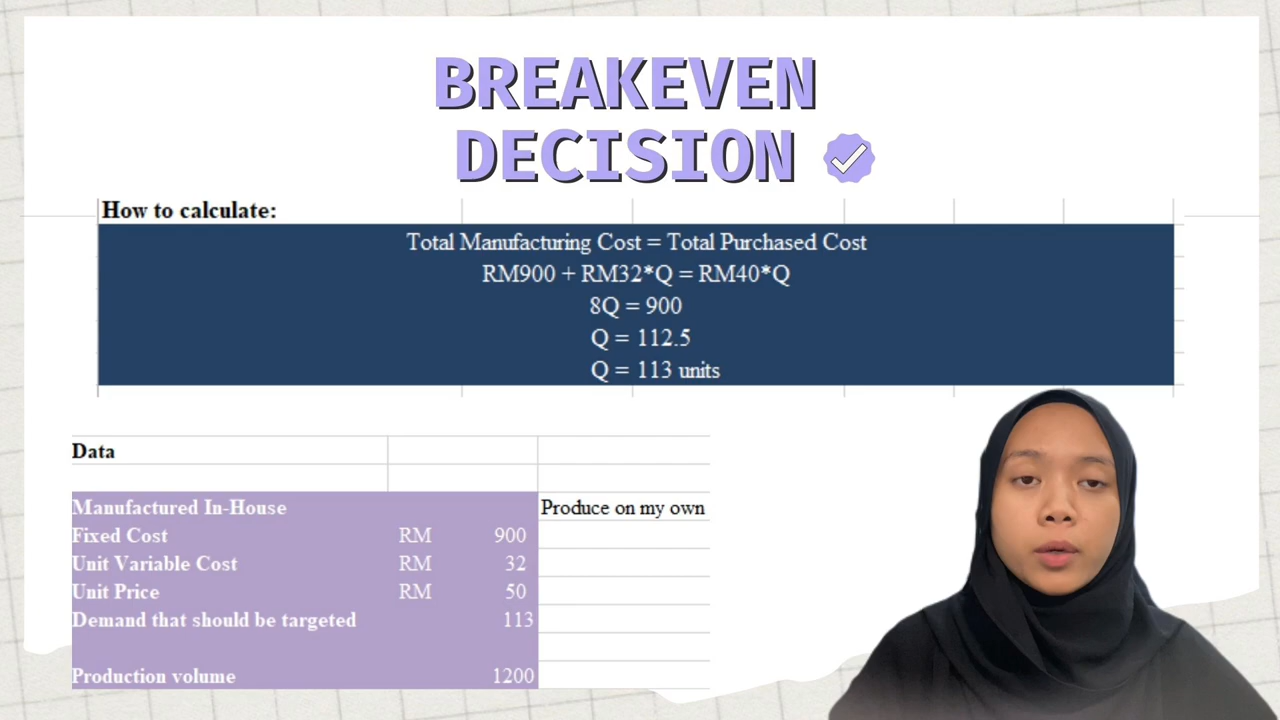 BREAKEVEN
DECISION
How to calculate:
Total Manufacturing Cost = Total Purchased Cost
RM900 + RM32*Q = RM40*Q
8Q = 900
Q = 112.5
Q = 113 units
Data
Manufactured In-House Produce on my own
Fixed Cost RM 900
Unit Variable Cost RM 32
Unit Price RM 50
Demand that should be targeted 113
Production volume 1200